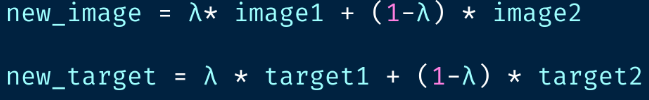 new_image = λ* image1 + (1-λ) * image2
new_target = λ * target1 + (1-λ) * target2